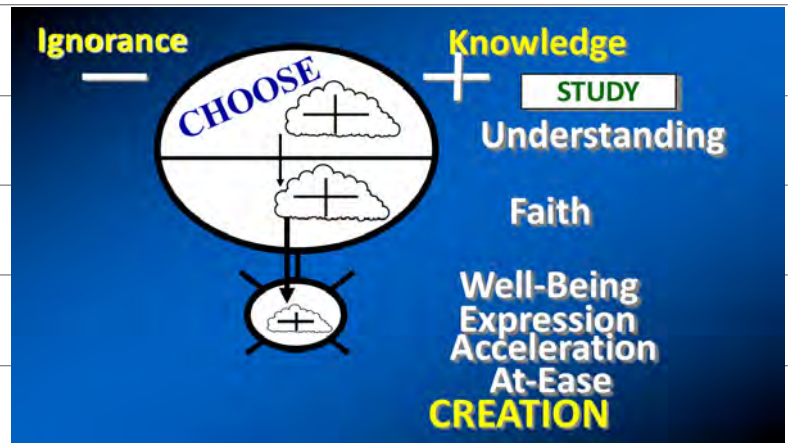 Ignorance
Knowledge
CHOOSE
STUDY
Understanding
Faith
Well-Being
Expression
Acceleration
At-Ease
CREATION